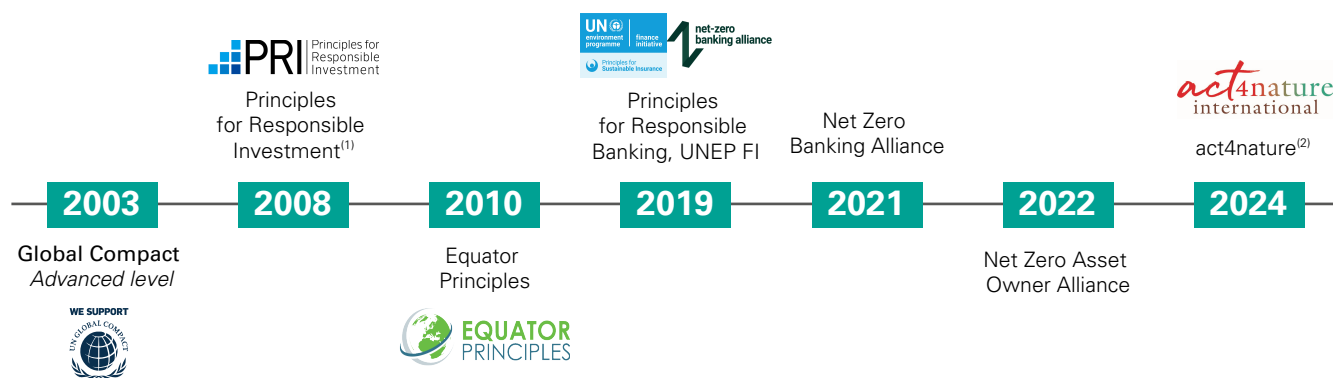 PRI
Principles for
Responsible
Investment
Principles
for Responsible
Investment(1)
UN
environment
programme
finance
initiative
Principles for
Sustainable Insurance
net-zero
banking alliance
Principles
for Responsible
Banking, UNEP FI
Net Zero
Banking Alliance
act4nature
international
act4nature(2)
2003
2008
2010
2019
2021
2022
2024
Global Compact
Advanced level
WE SUPPORT
UN GLOBAL COMPACT
Equator
Principles
EQUATOR
PRINCIPLES
Net Zero Asset
Owner Alliance